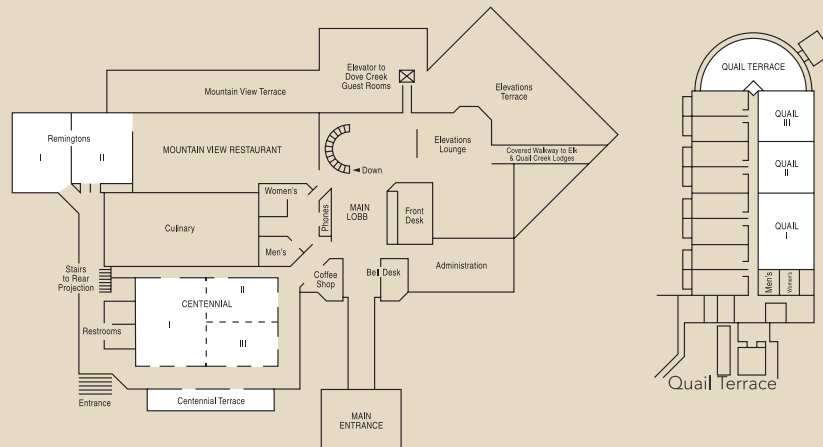 Elevator to
Dove Creek
Guest Rooms
Mountain View Terrace
Elevations
Terrace
Remingtons
I
II
MOUNTAIN VIEW RESTAURANT
Elevations
Lounge
Covered Walkway to Elk
& Quail Creek Lodges
Down
Women's
Phones
MAIN
LOBB
Front
Desk
Culinary
Men's
Stairs
to Rear
Projection
Coffee
Shop
Bell Desk
Administration
CENTENNIAL
I
II
III
Restrooms
Entrance
Centennial Terrace
MAIN
ENTRANCE
QUAIL TERRACE
QUAIL
III
QUAIL
II
QUAIL
I
Men's
Women's
Quail Terrace